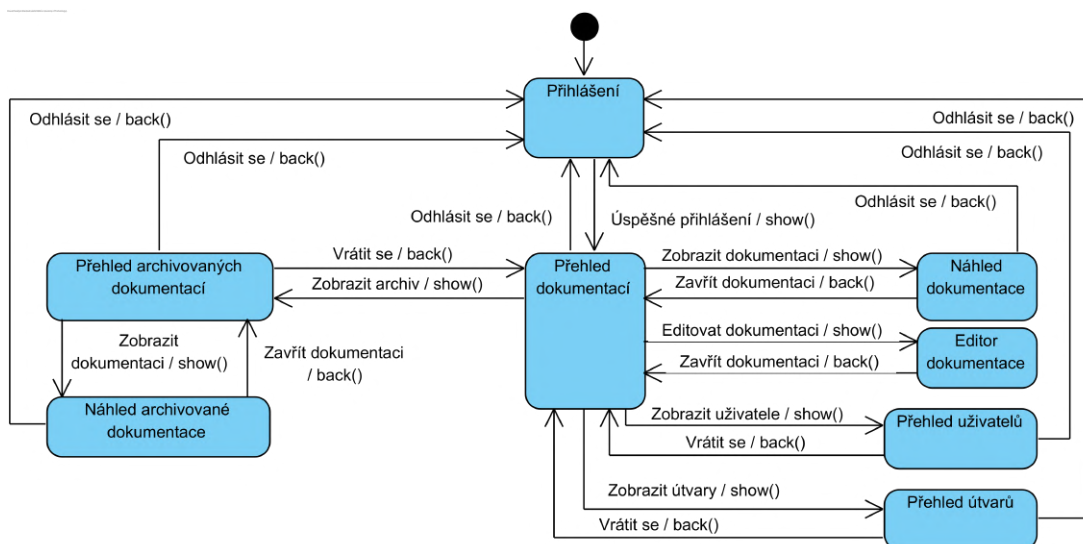 Přihlášení
Odhlásit se / back()
Odhlásit se / back()
Odhlásit se / back()
Odhlásit se / back()
Odhlásit se / back()
Odhlásit se / back()
Úspěšné přihlášení / show()
Přehled archivovaných
dokumentací
Vrátit se / back()
Zobrazit archiv / show()
Přehled
dokumentací
Zobrazit dokumentaci / show()
Zavřít dokumentaci / back()
Náhled
dokumentace
Editovat dokumentaci / show()
Zavřít dokumentaci / back()
Editor
dokumentace
Zobrazit
dokumentaci / show()
Zavřít dokumentaci
/ back()
Náhled archivované
dokumentace
Zobrazit uživatele / show()
Vrátit se / back()
Přehled uživatelů
Zobrazit útvary / show()
Vrátit se / back()
Přehled útvarů